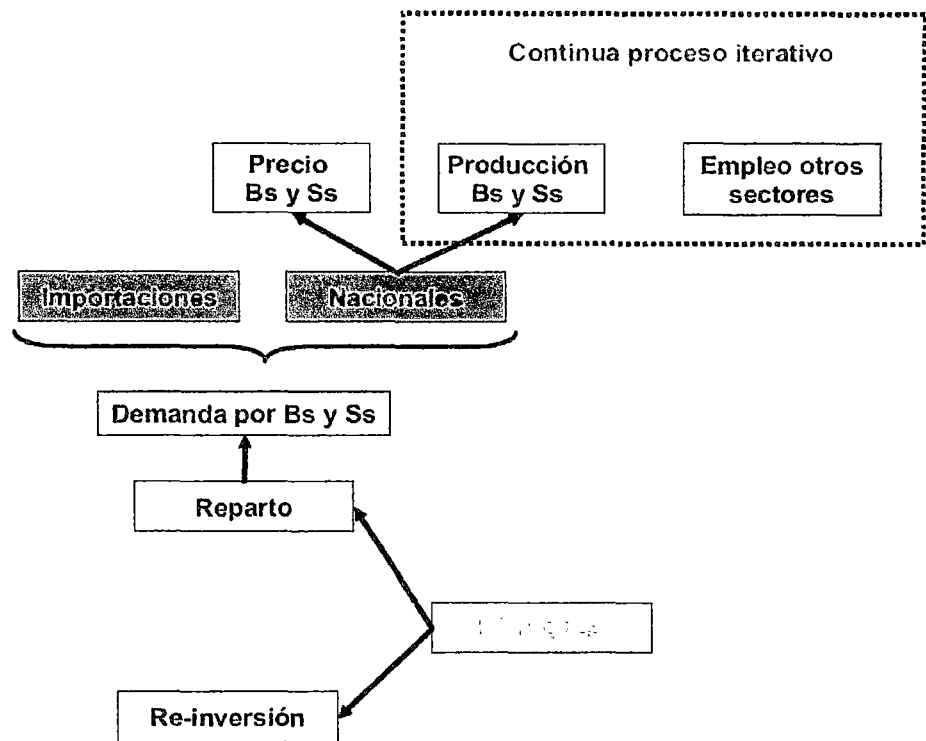 Continua proceso iterativo
Precio
Bs y Ss
Producción
Bs y Ss
Empleo otros
sectores
Importaciones
Nacionales
Demanda por Bs y Ss
Reparto
Re-inversión